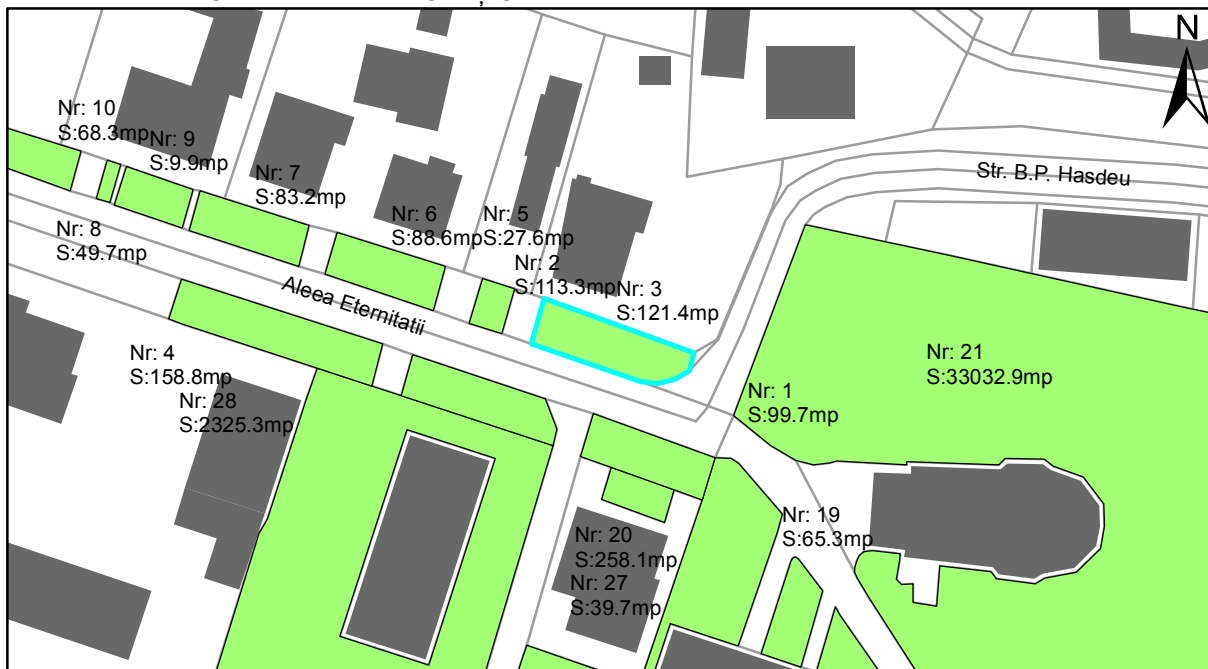 N
Nr: 10
S:68.3mp
Nr: 9
S:9.9mp
Nr: 7
S:83.2mp
Str. B.P. Hasdeu
Nr: 8
S:49.7mp
Nr: 6
S:88.6mp
Nr: 5
S:27.6mp
Nr: 2
S:113.3mp
Nr: 3
S:121.4mp
Aleea Eternitatii
Nr: 4
S:158.8mp
Nr: 28
S:2325.3mp
Nr: 21
S:33032.9mp
Nr: 1
S:99.7mp
Nr: 19
S:65.3mp
Nr: 20
S:258.1mp
Nr: 27
S:39.7mp